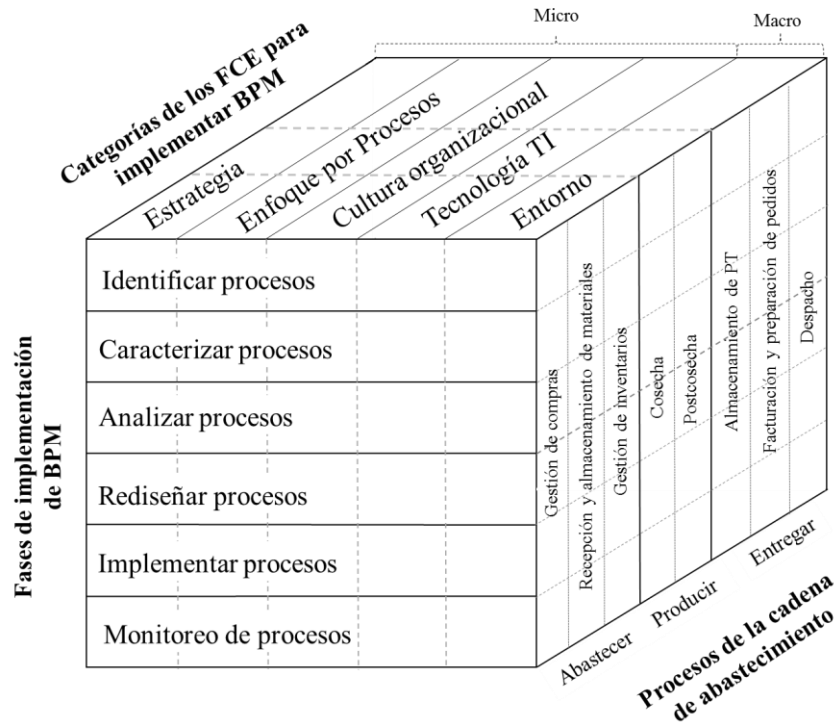 Micro
Macro
Categorías de los FCE para
implementar BPM
Estrategia
Enfoque por Procesos
Cultura organizacional
Tecnología TI
Entorno
Fases de implementación
de BPM
Identificar procesos
Caracterizar procesos
Analizar procesos
Rediseñar procesos
Implementar procesos
Monitoreo de procesos
Gestión de compras
Recepción y almacenamiento de materiales
Gestión de inventarios
Cosecha
Postcosecha
Almacenamiento de PT
Facturación y preparación de pedidos
Despacho
Abastecer
Producir
Entregar
Procesos de la cadena
de abastecimiento